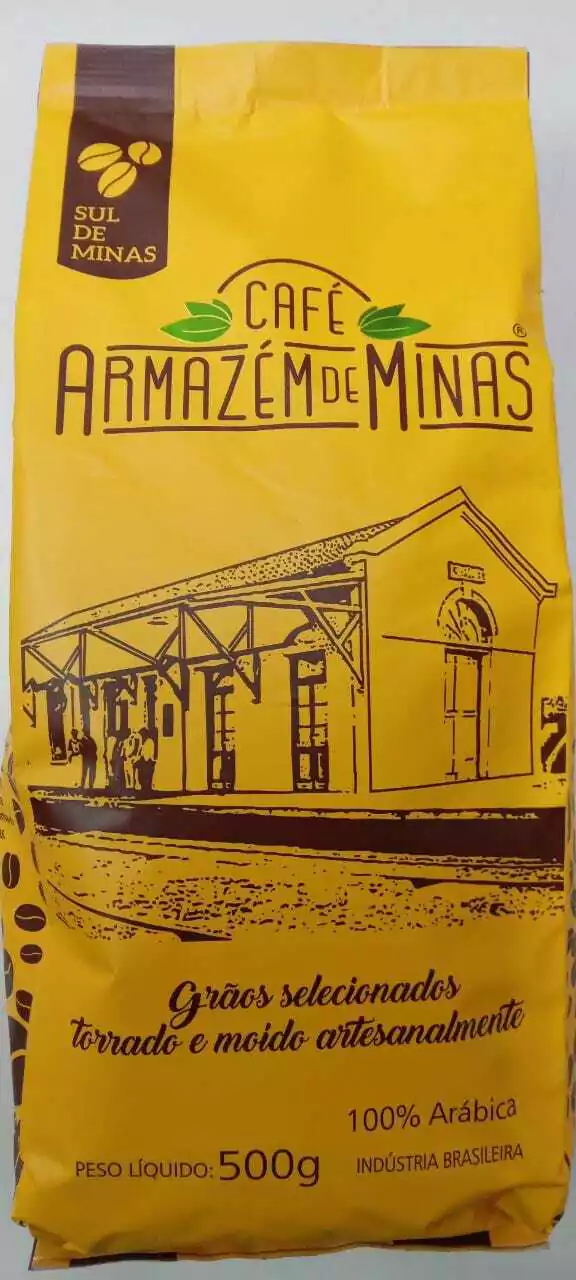 SUL
DE
MINAS
CAFÉ
ARMAZÉM DE MINAS
®
Grãos selecionados
torrado e moído artesanalmente
100% Arábica
PESO LÍQUIDO: 500g
INDÚSTRIA BRASILEIRA